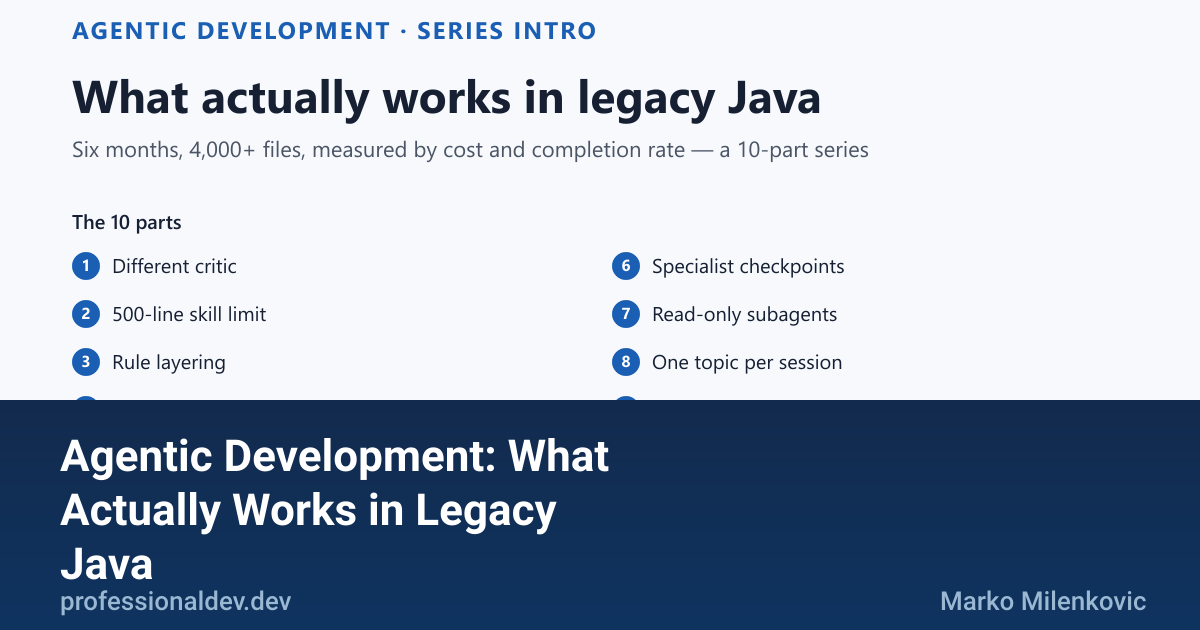 AGENTIC DEVELOPMENT · SERIES INTRO
What actually works in legacy Java
Six months, 4,000+ files, measured by cost and completion rate — a 10-part series
The 10 parts
1 Different critic
2 500-line skill limit
3 Rule layering
6 Specialist checkpoints
7 Read-only subagents
8 One topic per session
Agentic Development: What
Actually Works in Legacy
Java
professionaldev.dev
Marko Milenkovic